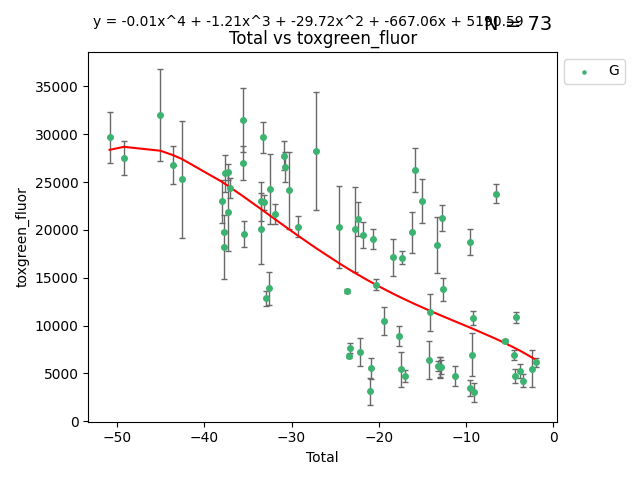 y = -0.01x^4 + -1.21x^3 + -29.72x^2 + -667.06x + 5190.59
N = 73
Total vs toxgreen_fluor
G
35000
30000
25000
20000
15000
10000
5000
0
toxgreen_fluor
−50 −40 −30 −20 −10 0
Total